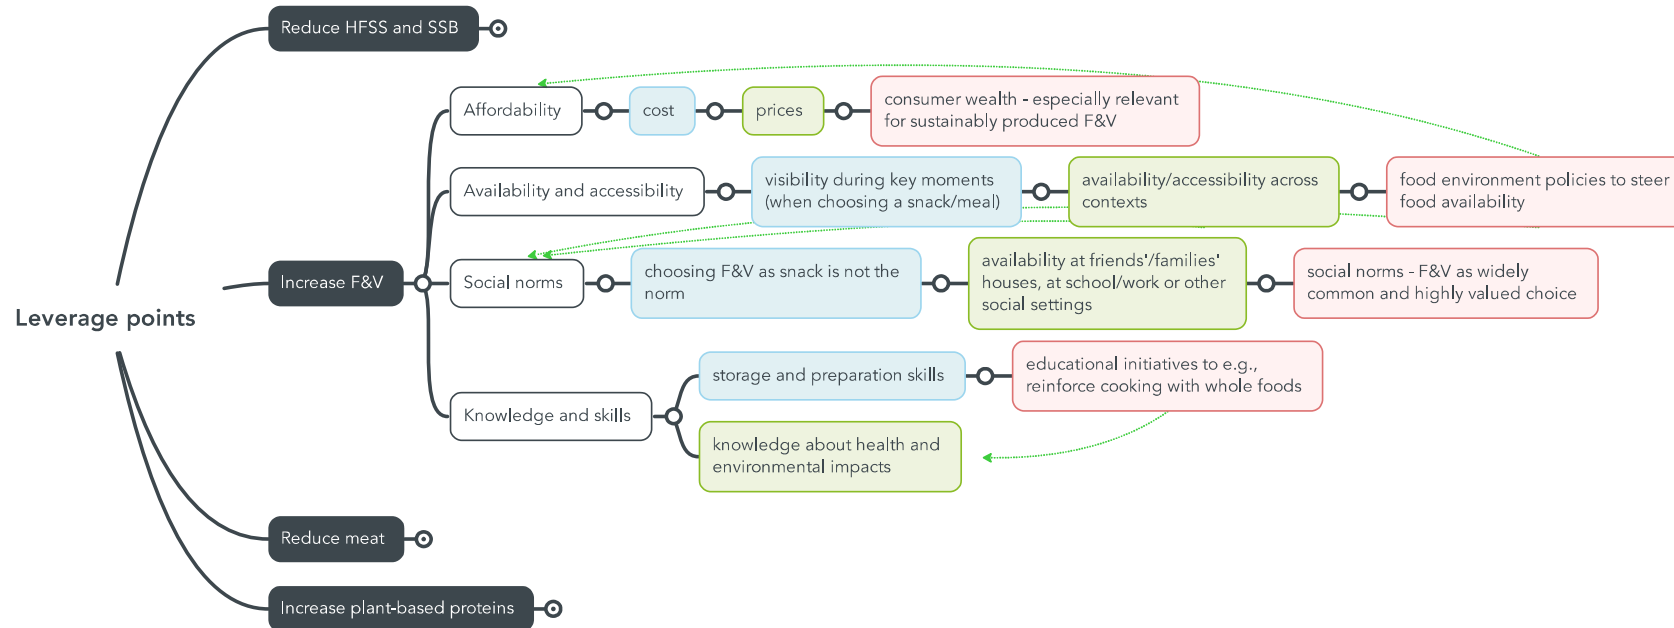 Reduce HFSS and SSB
Affordability
cost
prices
consumer wealth - especially relevant
for sustainably produced F&V
Availability and accessibility
visibility during key moments
(when choosing a snack/meal)
availability/accessibility across
contexts
food environment policies to steer
food availability
Leverage points
Increase F&V
Social norms
choosing F&V as snack is not the
norm
availability at friends'/families'
houses, at school/work or other
social settings
social norms - F&V as widely
common and highly valued choice
Knowledge and skills
storage and preparation skills
educational initiatives to e.g.,
reinforce cooking with whole foods
knowledge about health and
environmental impacts
Reduce meat
Increase plant-based proteins